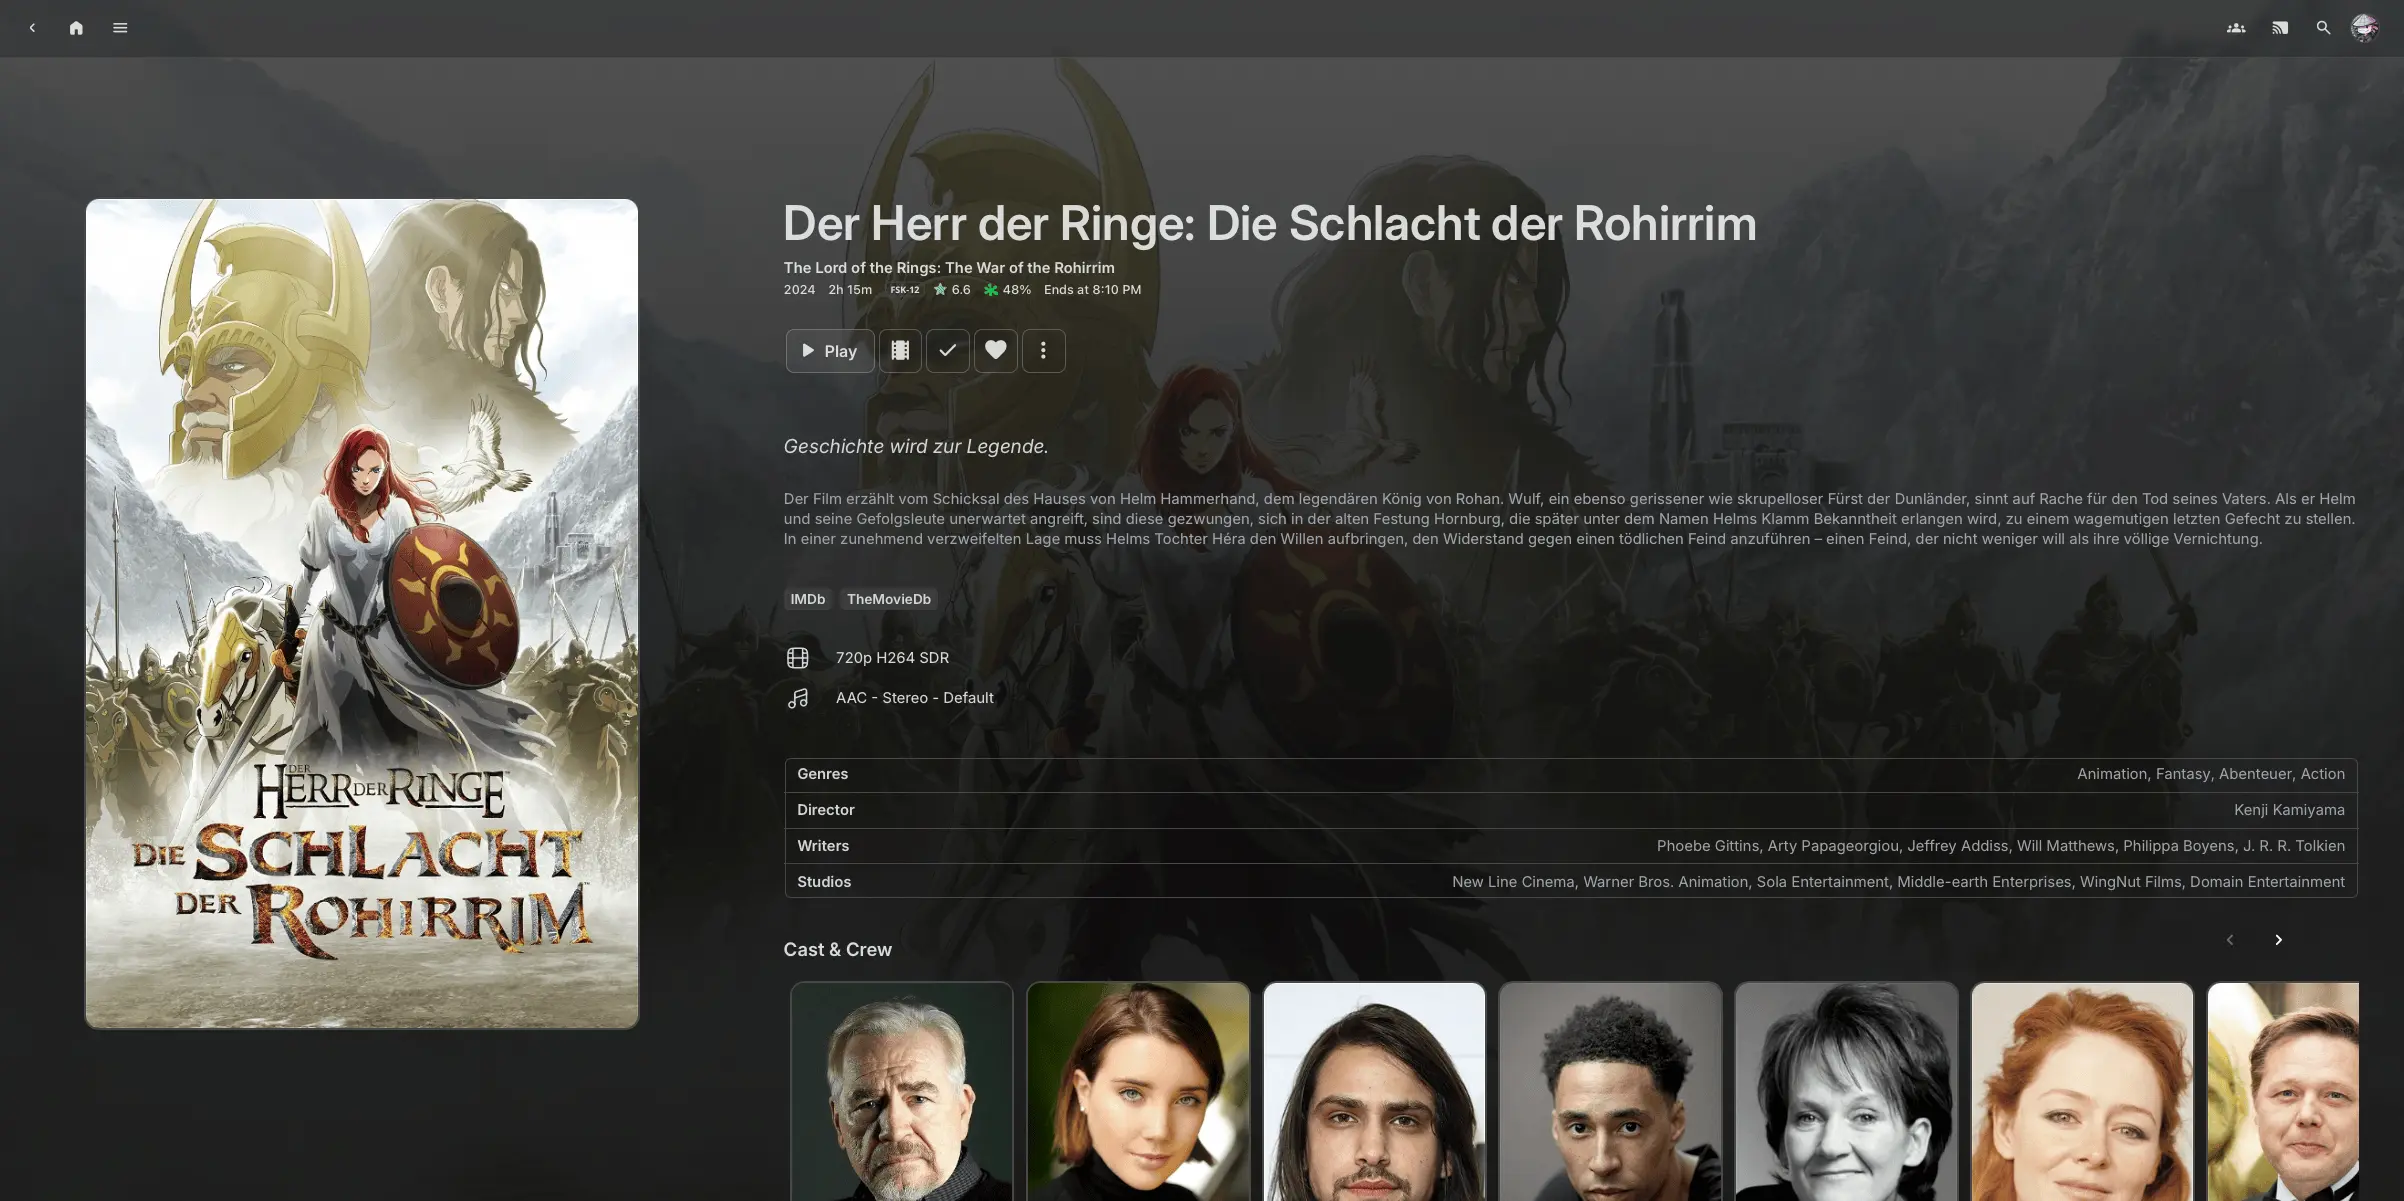 Der Herr der Ringe: Die Schlacht der Rohirrim
The Lord of the Rings: The War of the Rohirrim
2024 2h 15m FSK-12 6.6 48% Ends at 8:10 PM
Play
Geschichte wird zur Legende.
Der Film erzählt vom Schicksal des Hauses von Helm Hammerhand, dem legendären König von Rohan. Wulf, ein ebenso gerissener wie skrupelloser Fürst der Dunländer, sinnt auf Rache für den Tod seines Vaters. Als er Helm
und seine Gefolgsleute unerwartet angreift, sind diese gezwungen, sich in der alten Festung Hornburg, die später unter dem Namen Helms Klamm Bekanntheit erlangen wird, zu einem wagemutigen letzten Gefecht zu stellen.
In einer zunehmend verzweifelten Lage muss Helms Tochter Héra den Willen aufbringen, den Widerstand gegen einen tödlichen Feind anzuführen – einen Feind, der nicht weniger will als ihre völlige Vernichtung.
IMDb TheMovieDb
720p H264 SDR
AAC - Stereo - Default
Genres Animation, Fantasy, Abenteuer, Action
Director Kenji Kamiyama
Writers Phoebe Gittins, Arty Papageorgiou, Jeffrey Addiss, Will Matthews, Philippa Boyens, J. R. R. Tolkien
Studios New Line Cinema, Warner Bros. Animation, Sola Entertainment, Middle-earth Enterprises, WingNut Films, Domain Entertainment
Cast & Crew
DER
HERR DER RINGE
DIE SCHLACHT
DER ROHIRRIM